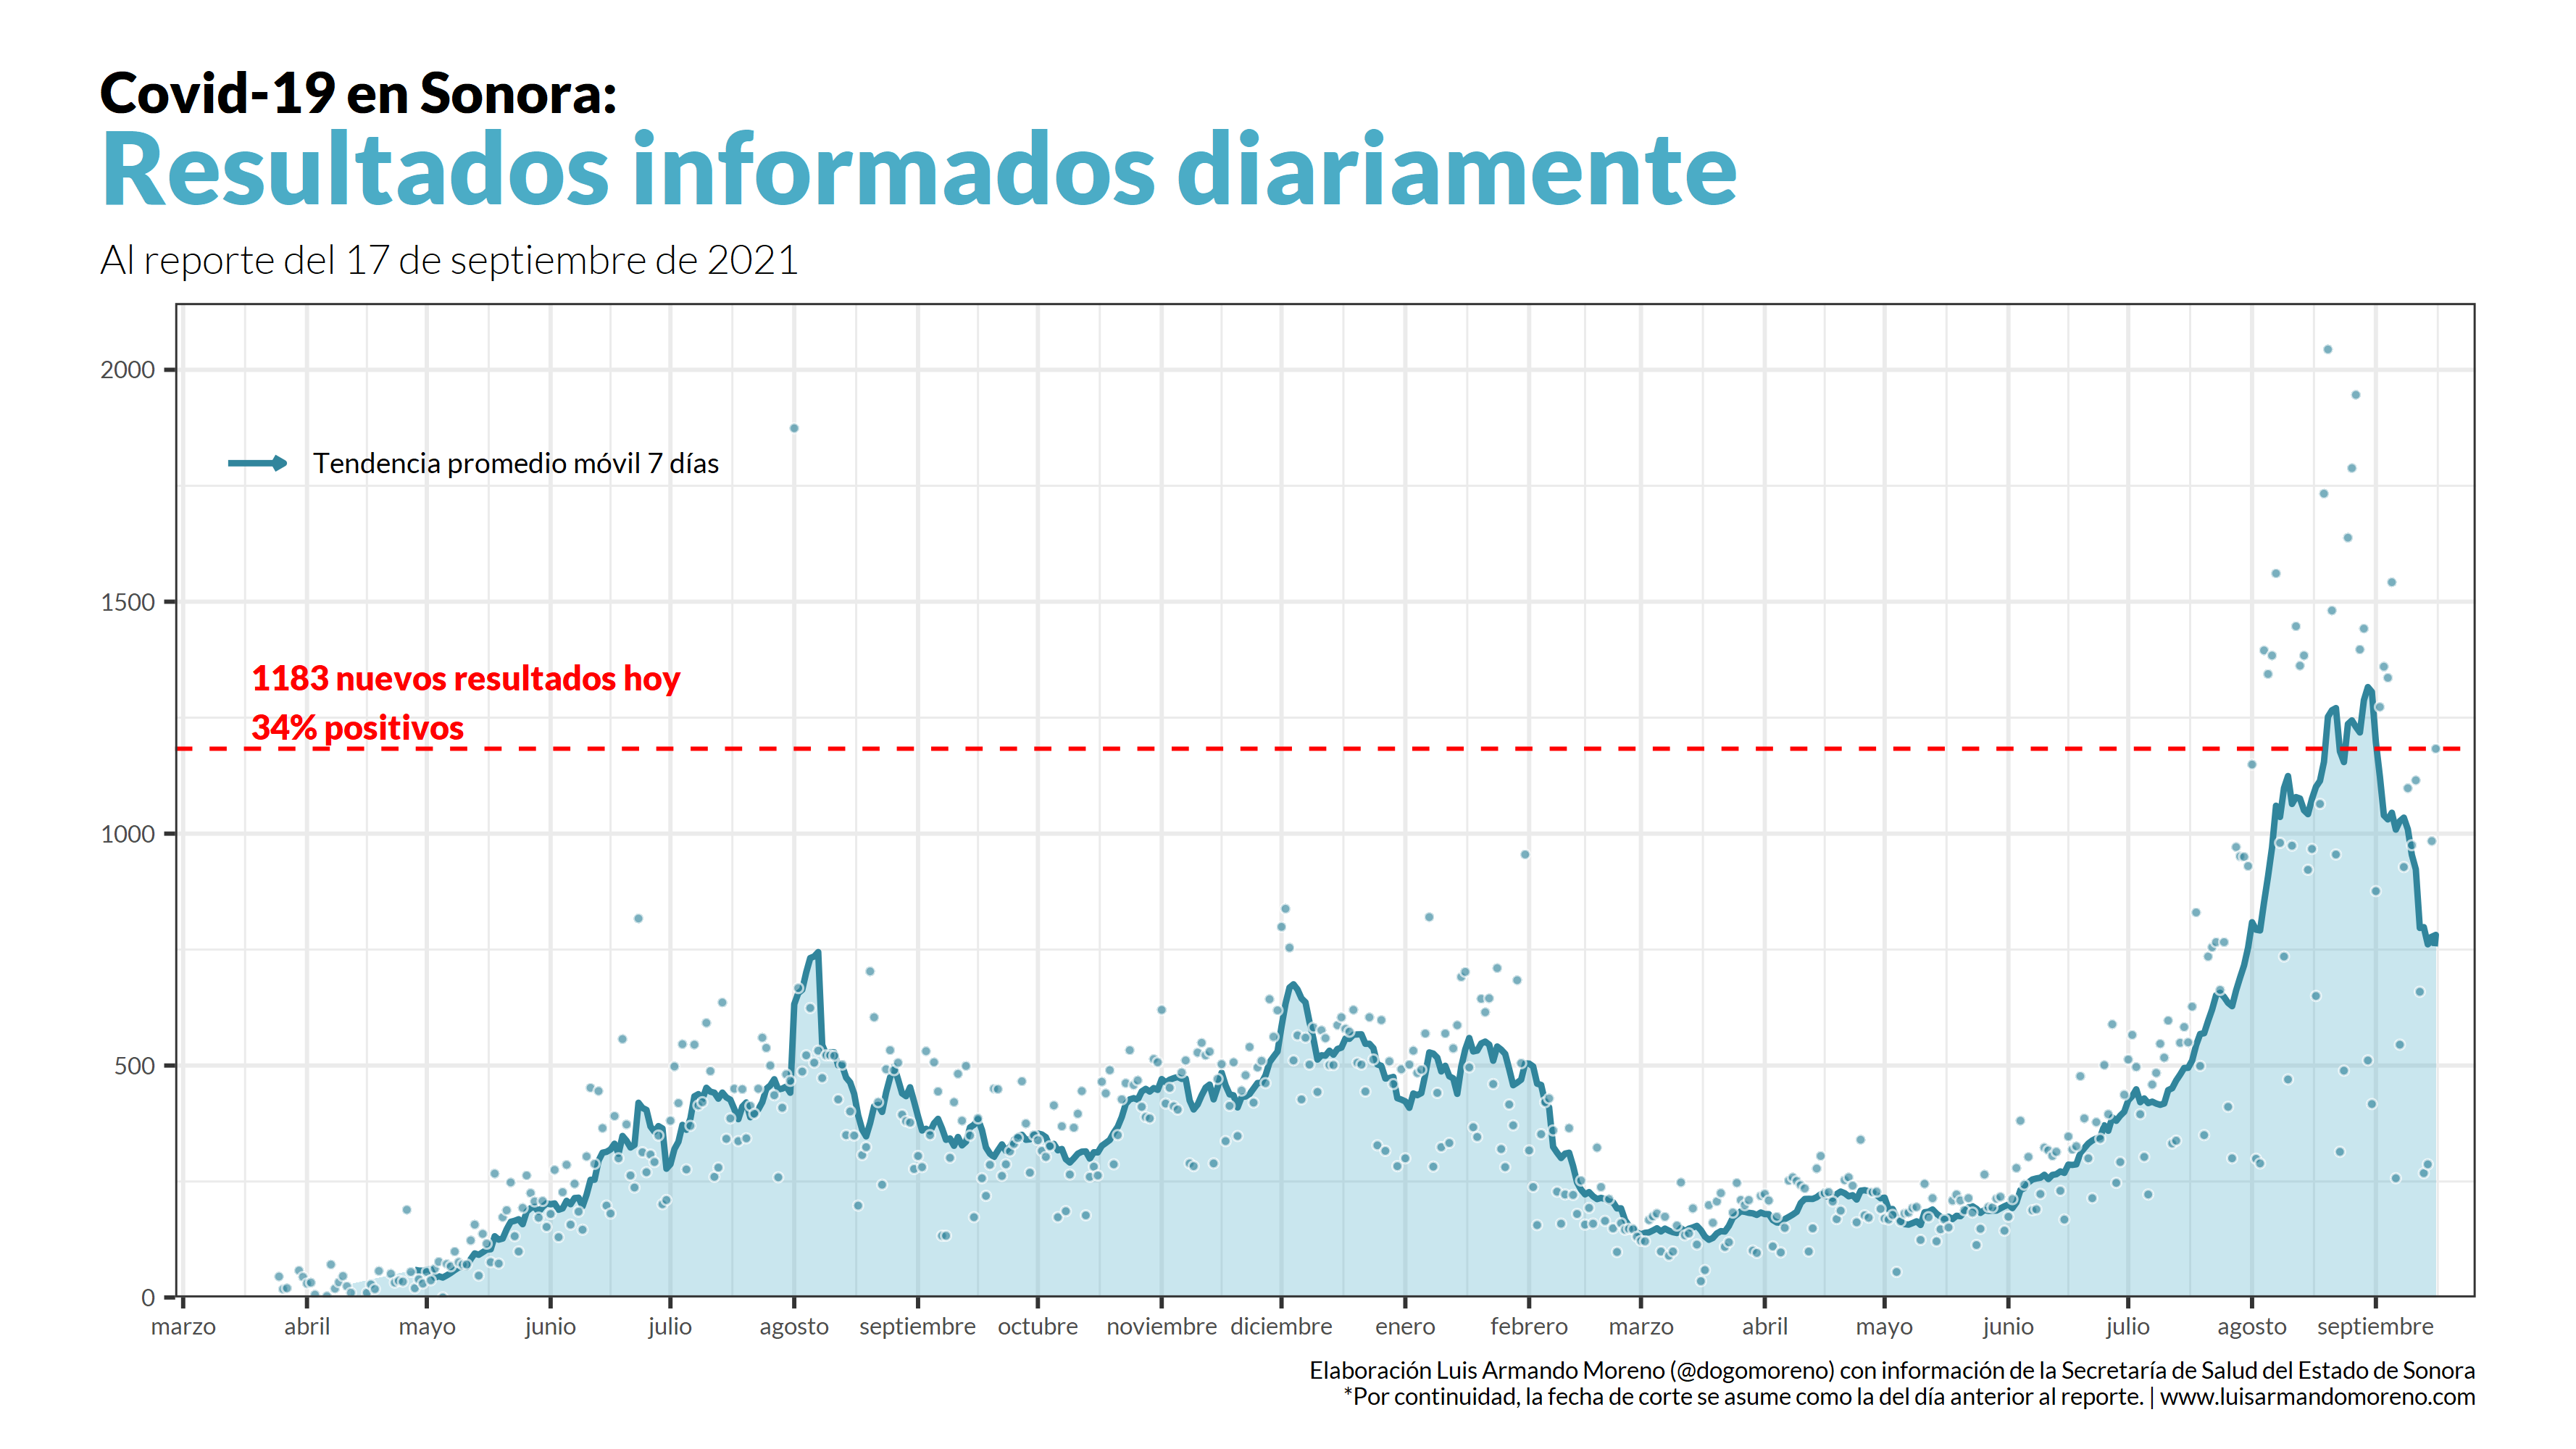 Covid-19 en Sonora:
Resultados informados diariamente
Al reporte del 17 de septiembre de 2021
2000
Tendencia promedio móvil 7 días
1500
1183 nuevos resultados hoy
34% positivos
1000
500
0
marzo abril mayo junio julio agosto septiembre octubre noviembre diciembre enero febrero marzo abril mayo junio julio agosto septiembre
Elaboración Luis Armando Moreno (@dogomoreno) con información de la Secretaría de Salud del Estado de Sonora
*Por continuidad, la fecha de corte se asume como la del día anterior al reporte. | www.luisarmandomoreno.com